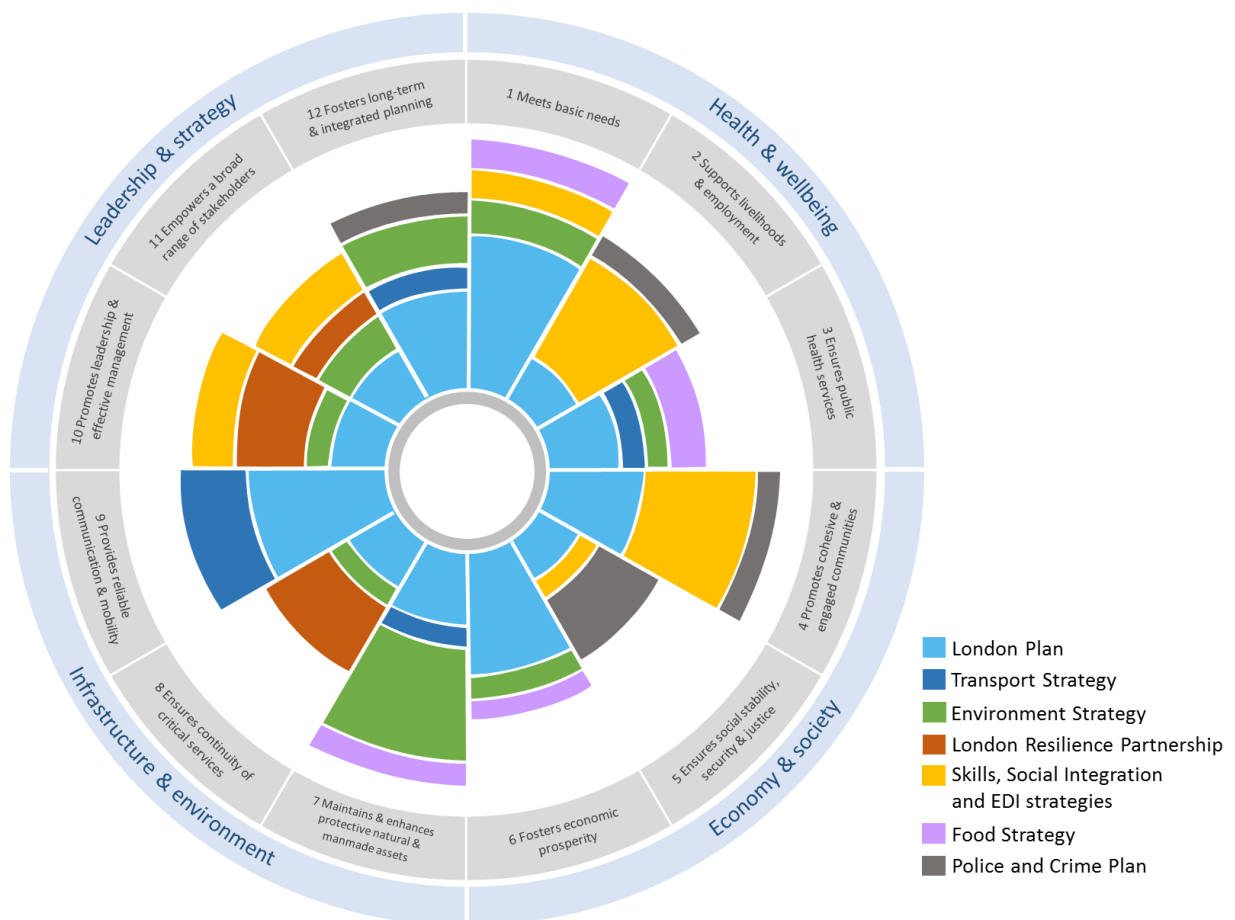 Leadership & strategy
Health & wellbeing
Economy & society
Infrastructure & environment
1 Meets basic needs
2 Supports livelihoods
& employment
3 Ensures public
health services
4 Promotes cohesive &
engaged communities
5 Ensures social stability,
security & justice
6 Fosters economic
prosperity
7 Maintains & enhances
protective natural &
manmade assets
8 Ensures continuity of
critical services
9 Provides reliable
communication & mobility
10 Promotes leadership &
effective management
11 Empowers a broad
range of stakeholders
12 Fosters long-term
& integrated planning
London Plan
Transport Strategy
Environment Strategy
London Resilience Partnership
Skills, Social Integration
and EDI strategies
Food Strategy
Police and Crime Plan